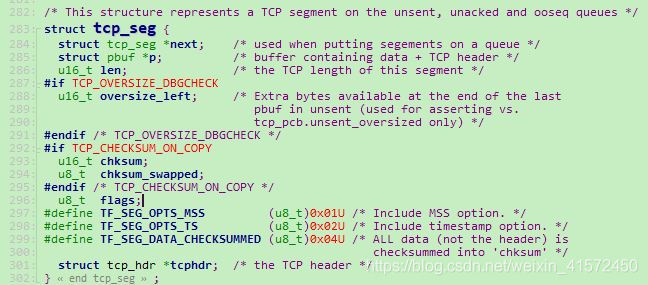 282: /* This structure represents a TCP segment on the unsent, unacked and ooseq queues */
283: struct tcp_seg {
284: struct tcp_seg *next; /* used when putting segements on a queue */
285: struct pbuf *p; /* buffer containing data + TCP header */
286: u16_t len; /* the TCP length of this segment */
287: #if TCP_OVERSIZE_DBGCHECK
288: u16_t oversize_left; /* Extra bytes available at the end of the last
289: pbuf in unsent (used for asserting vs.
290: tcp_pcb.unsent_oversized only) */
291: #endif /* TCP_OVERSIZE_DBGCHECK */
292: #if TCP_CHECKSUM_ON_COPY
293: u16_t chksum;
294: u8_t chksum_swapped;
295: #endif /* TCP_CHECKSUM_ON_COPY */
296: u8_t flags;
297: #define TF_SEG_OPTS_MSS (u8_t)0x01U /* Include MSS option. */
298: #define TF_SEG_OPTS_TS (u8_t)0x02U /* Include timestamp option. */
299: #define TF_SEG_DATA_CHECKSUMMED (u8_t)0x04U /* ALL data (not the header) is
300: checksummed into 'chksum' */
301: struct tcp_hdr *tcphdr; /* the TCP header */
302: } « end tcp_seg » ;
https://blog.csdn.net/weixin_41572450